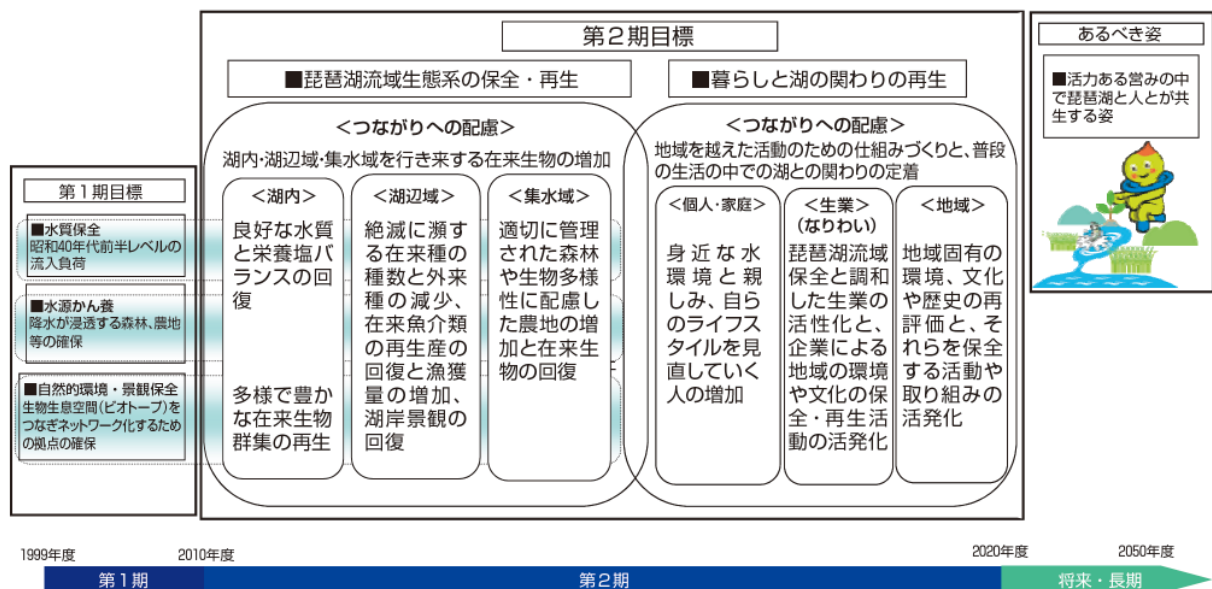 第2期目標
■琵琶湖流域生態系の保全・再生
＜つながりへの配慮＞
湖内・湖辺域・集水域を行き来する在来生物の増加
＜湖内＞
良好な水質
と栄養塩バ
ランスの回
復
多様で豊か
な在来生物
群集の再生
＜湖辺域＞
絶滅に瀕す
る在来種の
種数と外来
種の減少、
在来魚介類
の再生産の
回復と漁獲
量の増加、
湖岸景観の
回復
＜集水域＞
適切に管理
された森林
や生物多様
性に配慮し
た農地の増
加と在来生
物の回復
■暮らしと湖の関わりの再生
＜つながりへの配慮＞
地域を越えた活動のための仕組みづくりと、普段
の生活の中での湖との関わりの定着
＜個人・家庭＞
身近な水
環境と親
しみ、自ら
のライフス
タイルを見
直していく
人の増加
＜生業＞
（なりわい）
琵琶湖流域
保全と調和
した生業の
活性化と、
企業による
地域の環境
や文化の保
全・再生活
動の活発化
＜地域＞
地域固有の
環境、文化
や歴史の再
評価と、そ
れらを保全
する活動や
取り組みの
活発化
あるべき姿
■活力ある営みの中
で琵琶湖と人とが共
生する姿
第1期目標
■水質保全
昭和40年代前半レベルの
流入負荷
■水源かん養
降水が浸透する森林、農地
等の確保
■自然的環境・景観保全
生物生息空間（ビオトープ）を
つなぎネットワーク化するため
の拠点の確保
1999年度
2010年度
2020年度
2050年度
第1期
第2期
将来・長期